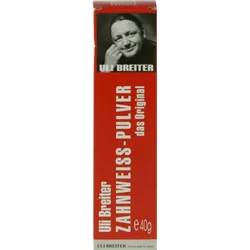 ULI BREITER
Uli Breiter
ZAHNWEISS-PULVER
das Original
℮ 40g
ULI BREITER